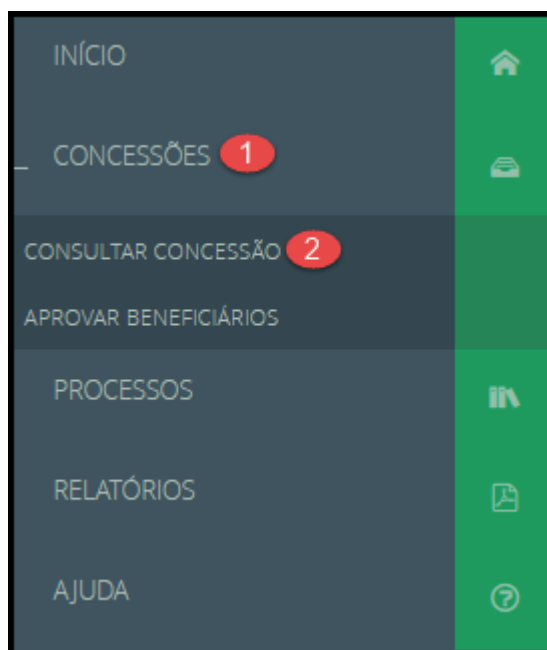 INÍCIO
CONCESSÕES 1
CONSULTAR CONCESSÃO 2
APROVAR BENEFICIÁRIOS
PROCESSOS
RELATÓRIOS
AJUDA